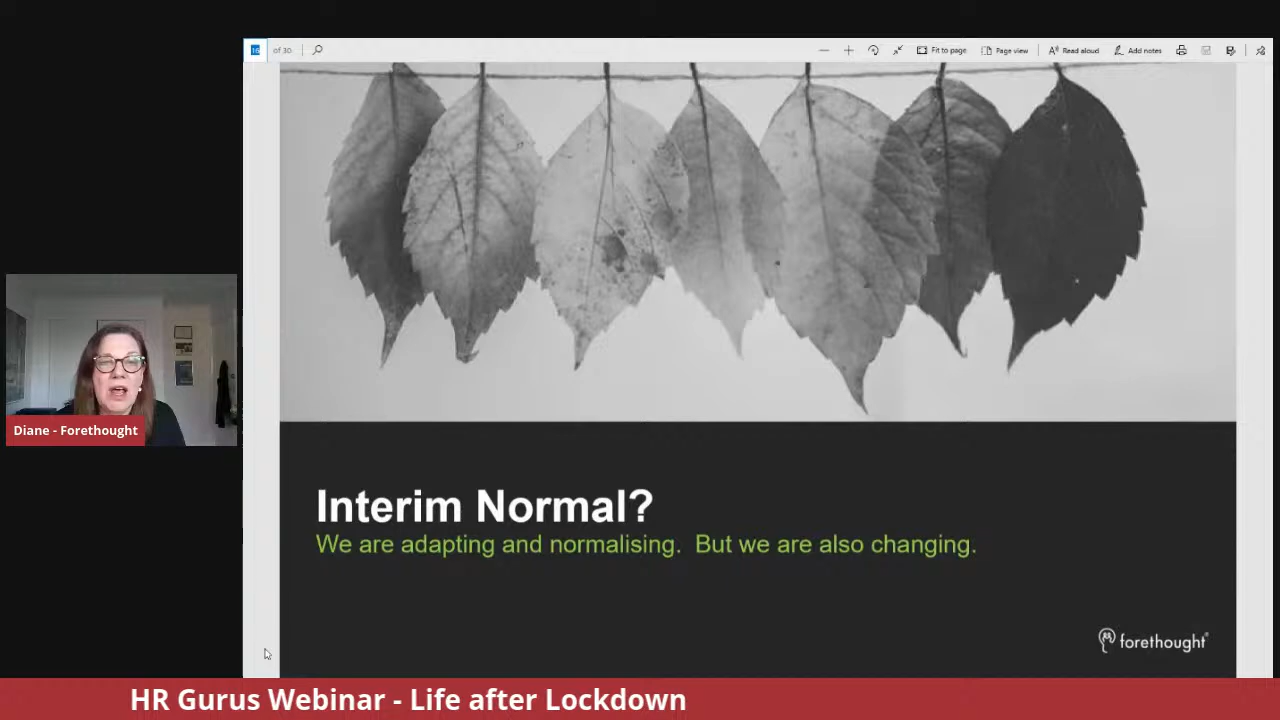 16 of 30
Fit to page
Page view
Read aloud
Add notes
Diane - Forethought
Interim Normal?
We are adapting and normalising.  But we are also changing.
forethought®
HR Gurus Webinar - Life after Lockdown